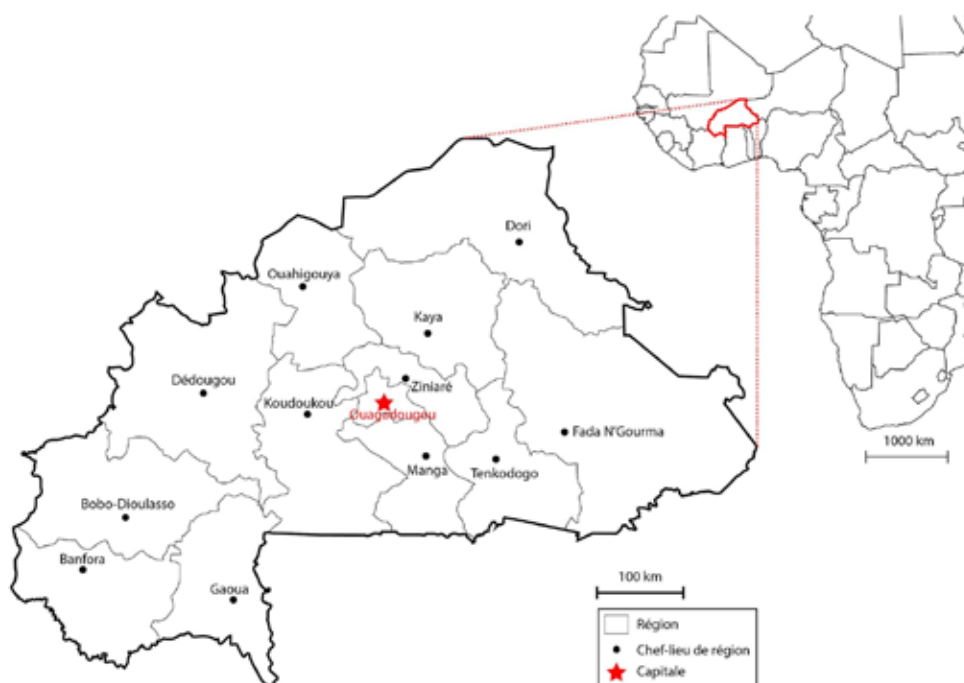 Dori
Ouahigouya
Kaya
Ziniaré
Dédougou
Koudoukou
Ouagadougou
Fada N'Gourma
Manga
Tenkodogo
1000 km
Bobo-Dioulasso
Banfora
Gaoua
100 km
Région
Chef-lieu de région
Capitale